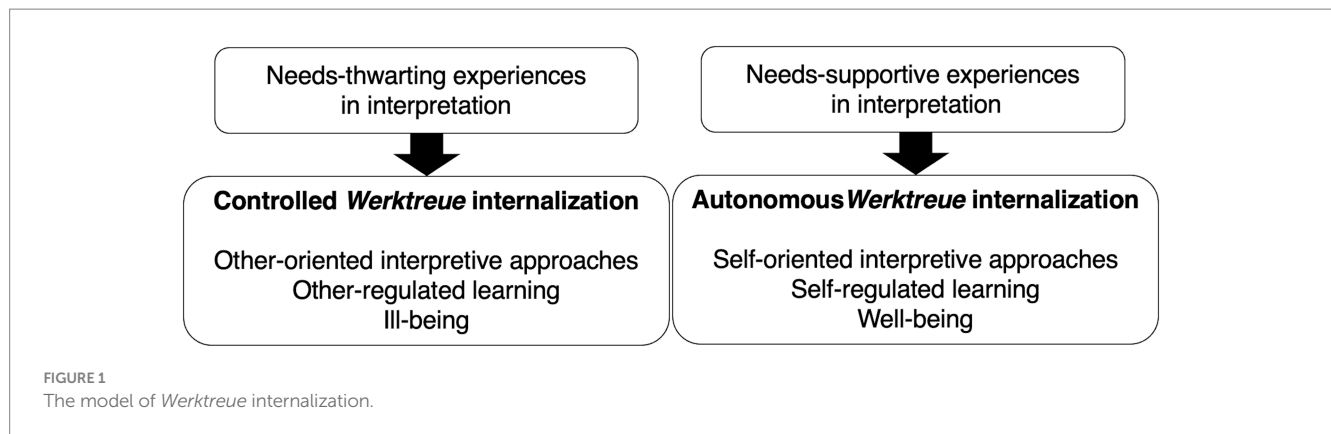 Needs-thwarting experiences
in interpretation
Needs-supportive experiences
in interpretation
Controlled Werktreue internalization
Other-oriented interpretive approaches
Other-regulated learning
Ill-being
Autonomous Werktreue internalization
Self-oriented interpretive approaches
Self-regulated learning
Well-being
FIGURE 1
The model of Werktreue internalization.